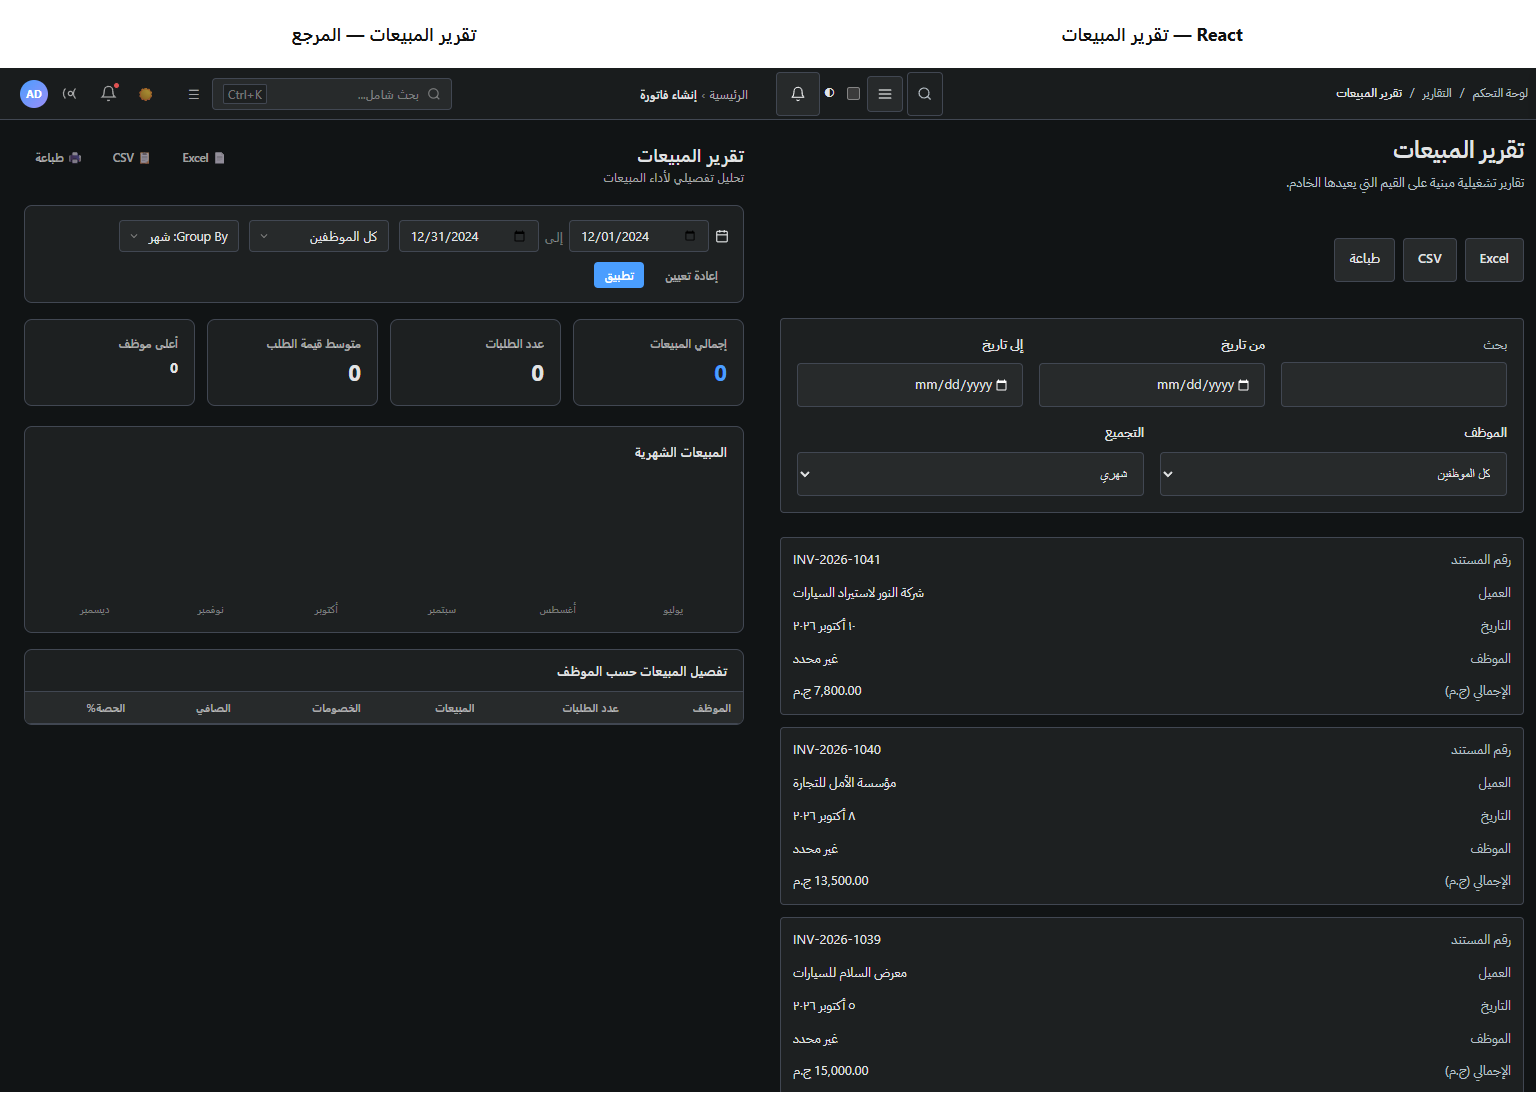 React — تقرير المبيعات
لوحة التحكم / التقارير / تقرير المبيعات
تقرير المبيعات
تقارير تشغيلية مبنية على القيم التي يعيدها الخادم.
Excel
CSV
طباعة
بحث
من تاريخ
إلى تاريخ
mm/dd/yyyy
mm/dd/yyyy
الموظف
التجميع
كل الموظفين
شهري
رقم المستند INV-2026-1041
العميل شركة النور لاستيراد السيارات
التاريخ ١٠ أكتوبر ٢٠٢٦
الموظف غير محدد
الإجمالي (ج.م) 7,800.00 ج.م
رقم المستند INV-2026-1040
العميل مؤسسة الأمل للتجارة
التاريخ ٨ أكتوبر ٢٠٢٦
الموظف غير محدد
الإجمالي (ج.م) 13,500.00 ج.م
رقم المستند INV-2026-1039
العميل معرض السلام للسيارات
التاريخ ٥ أكتوبر ٢٠٢٦
الموظف غير محدد
الإجمالي (ج.م) 15,000.00 ج.م
تقرير المبيعات — المرجع
الرئيسية › إنشاء فاتورة
بحث شامل... Ctrl+K
AD
تقرير المبيعات
تحليل تفصيلي لأداء المبيعات
Excel
CSV
طباعة
12/01/2024 إلى 12/31/2024
كل الموظفين
Group By: شهر
إعادة تعيين
تطبيق
إجمالي المبيعات
0
عدد الطلبات
0
متوسط قيمة الطلب
0
أعلى موظف
0
المبيعات الشهرية
يوليو أغسطس سبتمبر أكتوبر نوفمبر ديسمبر
تفصيل المبيعات حسب الموظف
الموظف عدد الطلبات المبيعات الخصومات الصافي الحصة%